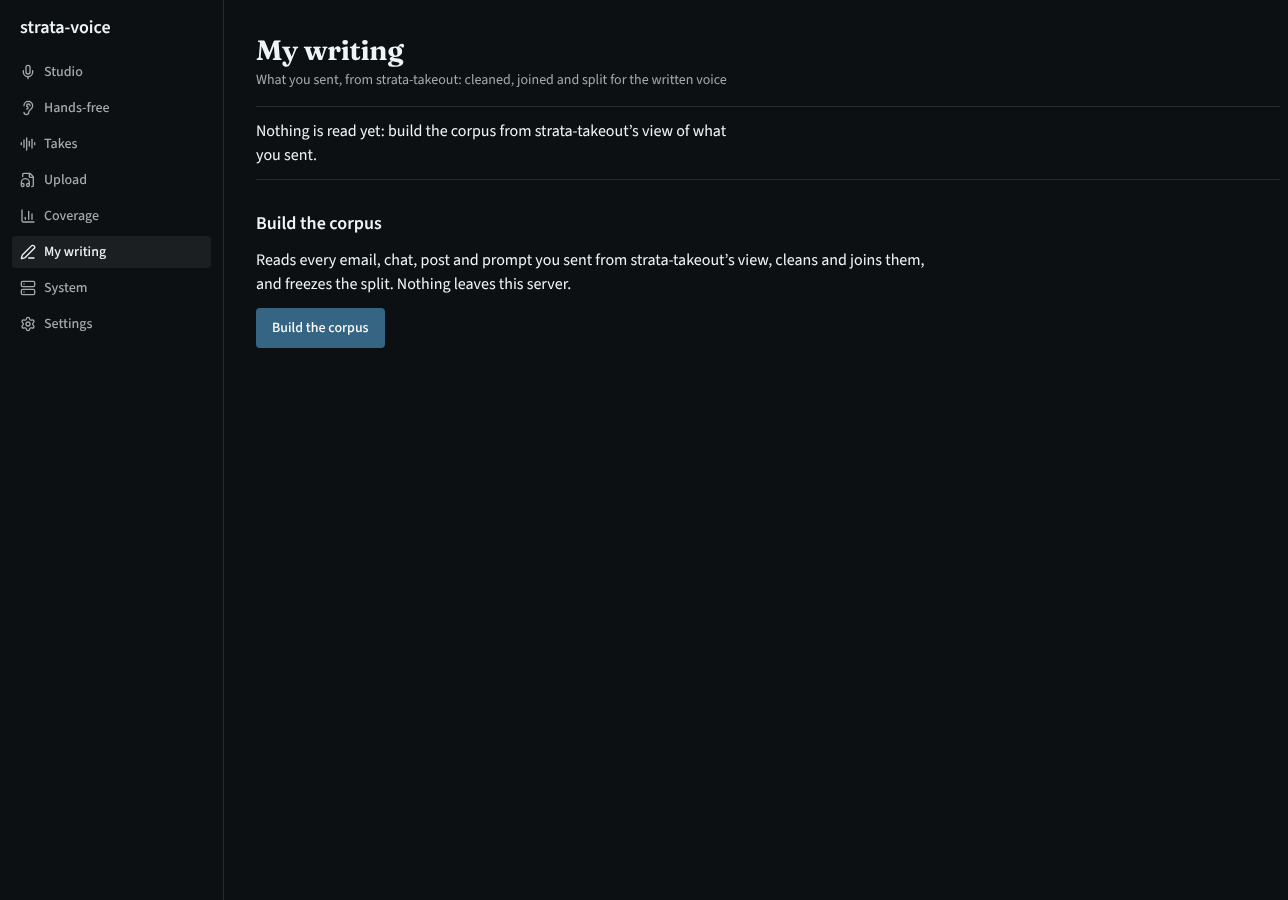 strata-voice
Studio
Hands-free
Takes
Upload
Coverage
My writing
System
Settings
My writing
What you sent, from strata-takeout: cleaned, joined and split for the written voice
Nothing is read yet: build the corpus from strata-takeout’s view of what
you sent.
Build the corpus
Reads every email, chat, post and prompt you sent from strata-takeout’s view, cleans and joins them,
and freezes the split. Nothing leaves this server.
Build the corpus